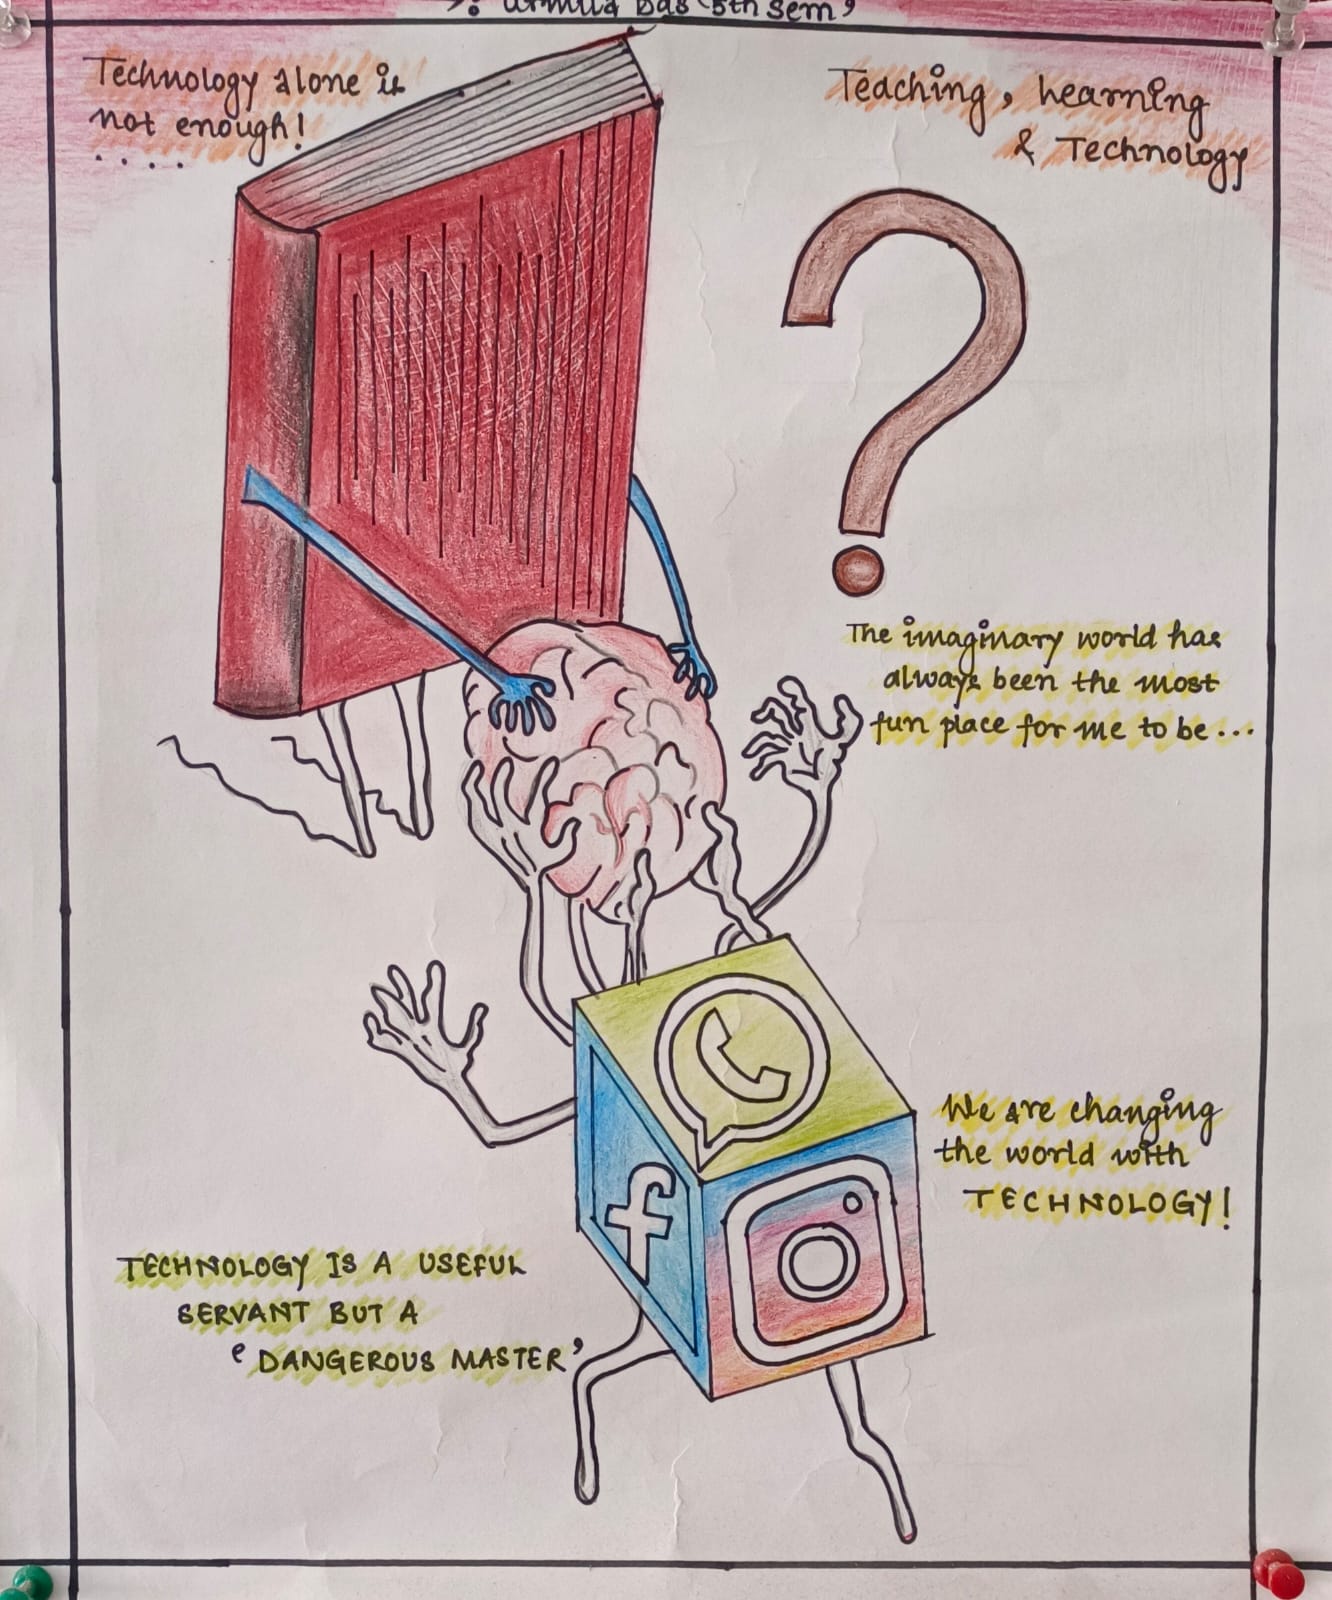 : Urmila Das '5th sem'
Technology alone is
not enough!
.....
Teaching, Learning
& Technology
?
The imaginary world has
always been the most
fun place for me to be...
We are changing
the world with
TECHNOLOGY!
f
TECHNOLOGY IS A USEFUL
SERVANT BUT A
'DANGEROUS MASTER'